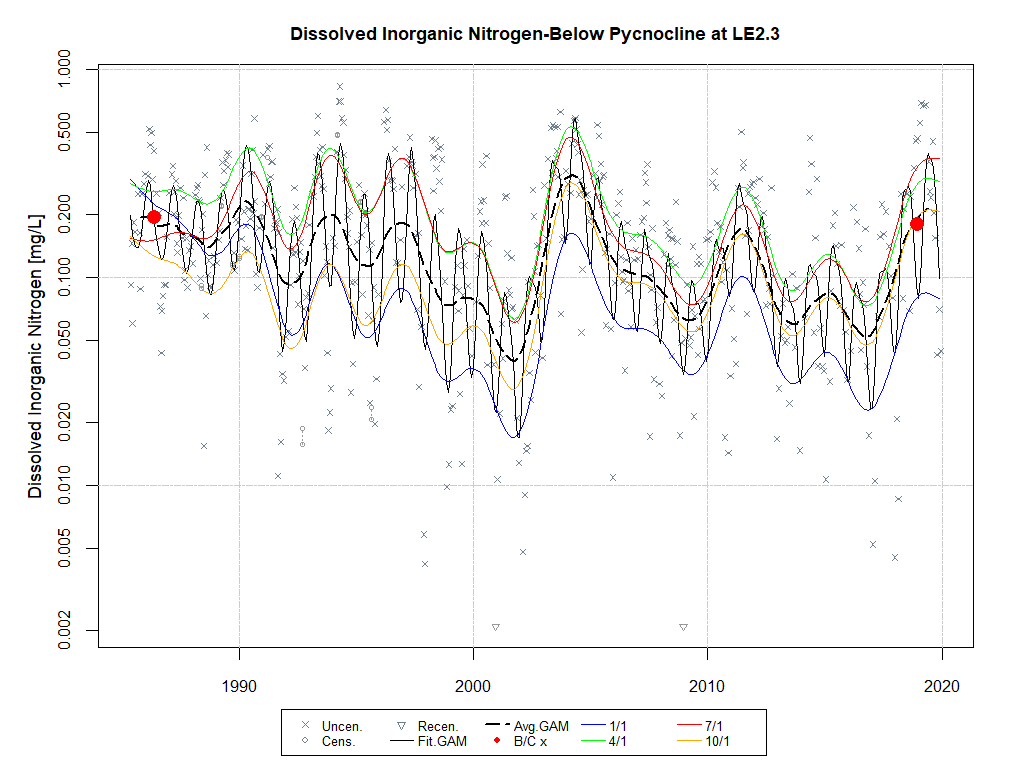 Dissolved Inorganic Nitrogen-Below Pycnocline at LE2.3
Dissolved Inorganic Nitrogen [mg/L]
1.000
0.500
0.200
0.100
0.050
0.020
0.010
0.005
0.002
1990 2000 2010 2020
Uncen. Recen. Avg.GAM 1/1 7/1
Cens. Fit.GAM B/C x 4/1 10/1